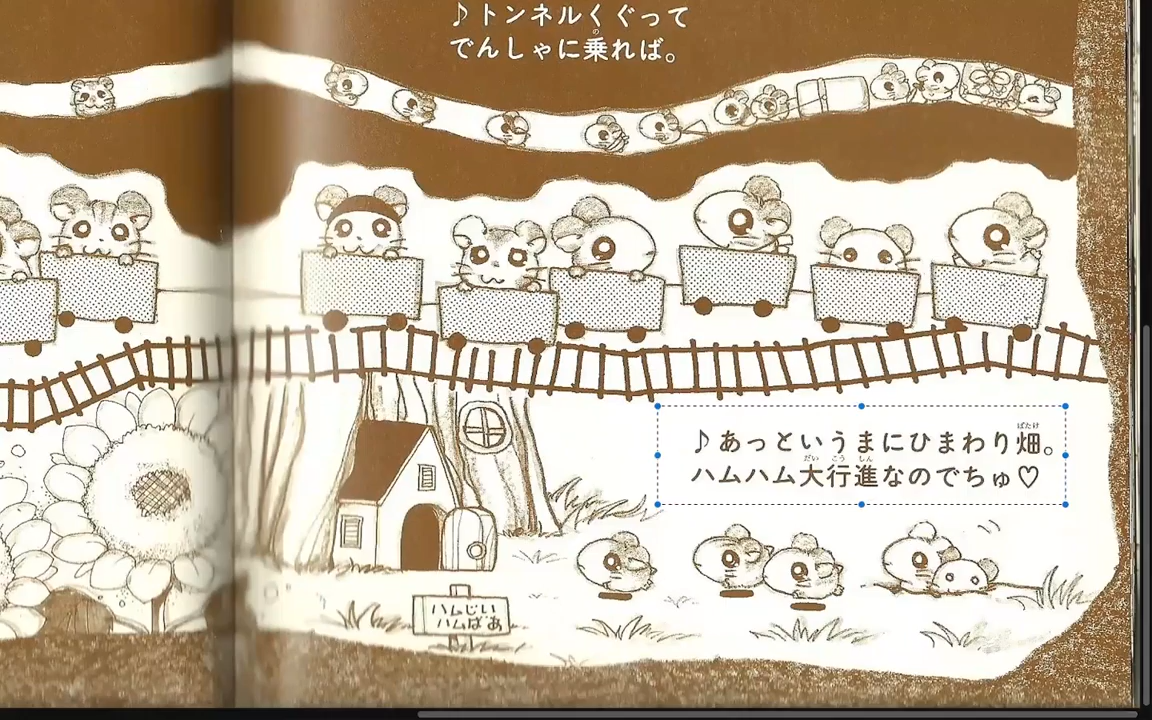 ♪トンネルくぐって
でんしゃに乗れば。
♪あっというまにひまわり畑。
ハムハム大行進なのでちゅ♡
ハムじい
ハムばあ